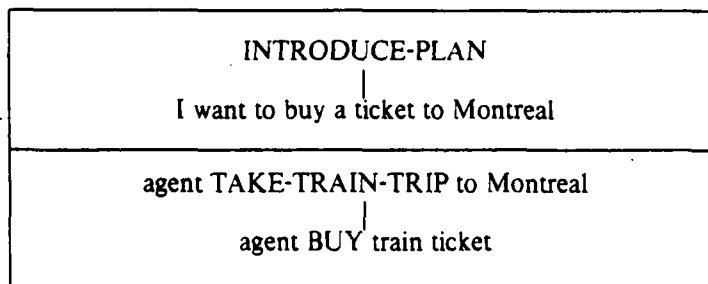 INTRODUCE-PLAN
I want to buy a ticket to Montreal
agent TAKE-TRAIN-TRIP to Montreal
agent BUY train ticket